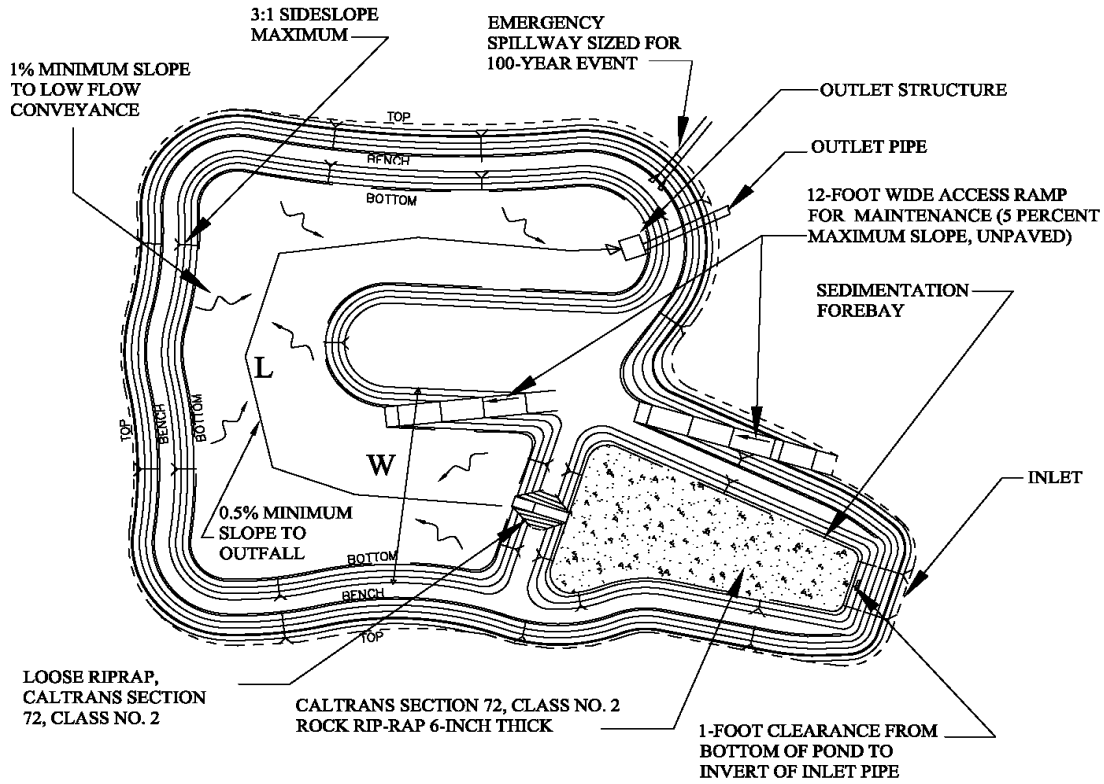 3:1 SIDESLOPE
MAXIMUM
EMERGENCY
SPILLWAY SIZED FOR
100-YEAR EVENT
1% MINIMUM SLOPE
TO LOW FLOW
CONVEYANCE
OUTLET STRUCTURE
OUTLET PIPE
12-FOOT WIDE ACCESS RAMP
FOR MAINTENANCE (5 PERCENT
MAXIMUM SLOPE, UNPAVED)
SEDIMENTATION
FOREBAY
TOP
BENCH
BOTTOM
L
TOP
BENCH
BOTTOM
W
INLET
0.5% MINIMUM
SLOPE TO
OUTFALL
BOTTOM
BENCH
TOP
LOOSE RIPRAP,
CALTRANS SECTION
72, CLASS NO. 2
CALTRANS SECTION 72, CLASS NO. 2
ROCK RIP-RAP 6-INCH THICK
1-FOOT CLEARANCE FROM
BOTTOM OF POND TO
INVERT OF INLET PIPE